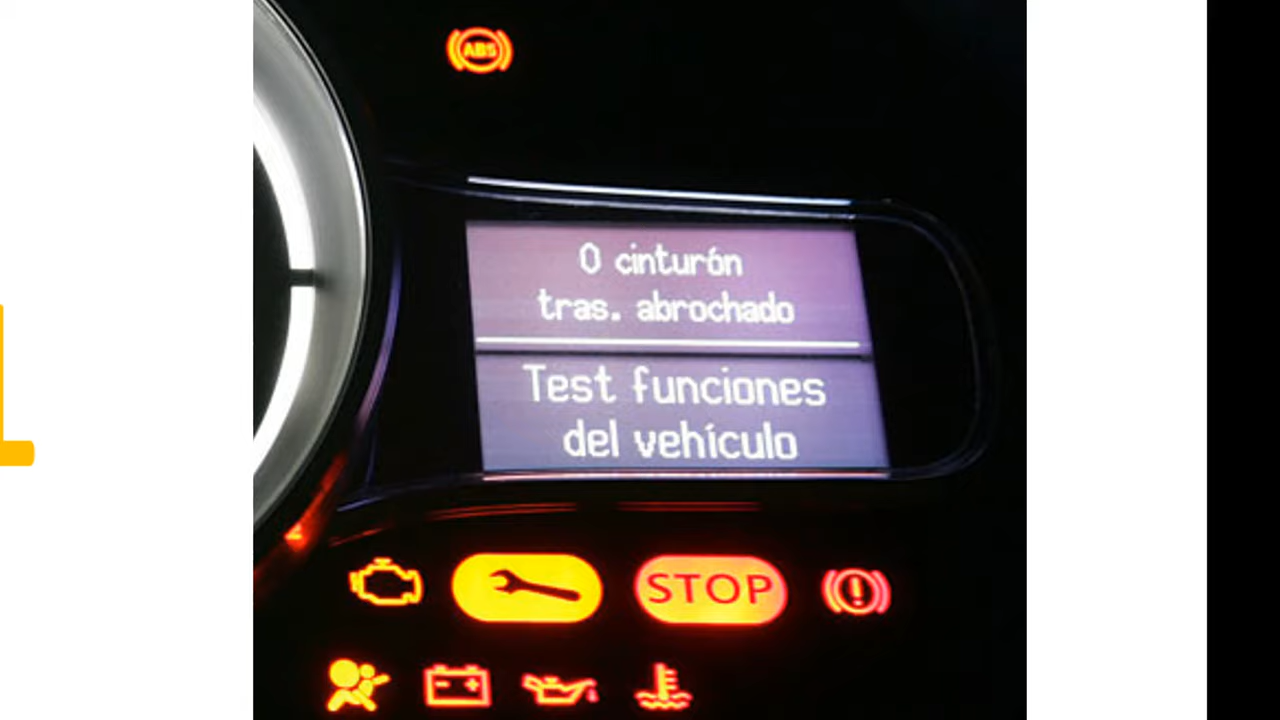 ABS
0 cinturón
tras. abrochado
Test funciones
del vehículo
STOP